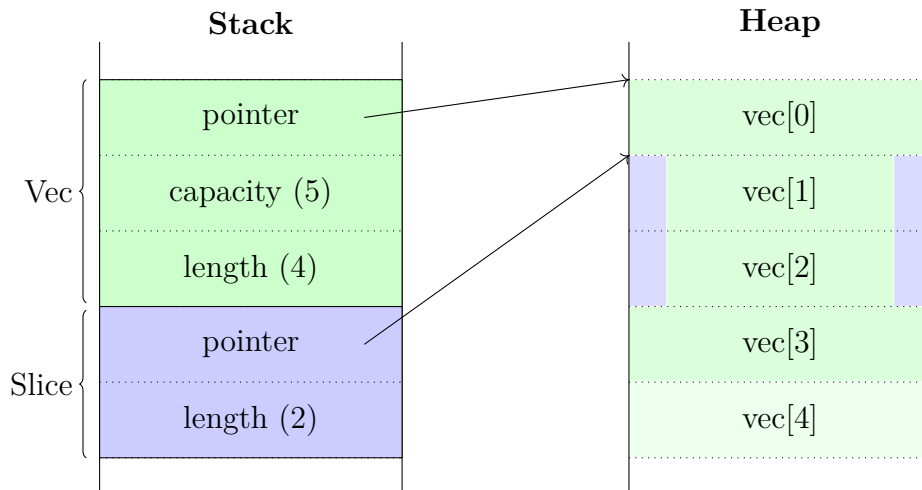 Stack
Heap
Vec
pointer
capacity (5)
length (4)
Slice
pointer
length (2)
vec[0]
vec[1]
vec[2]
vec[3]
vec[4]